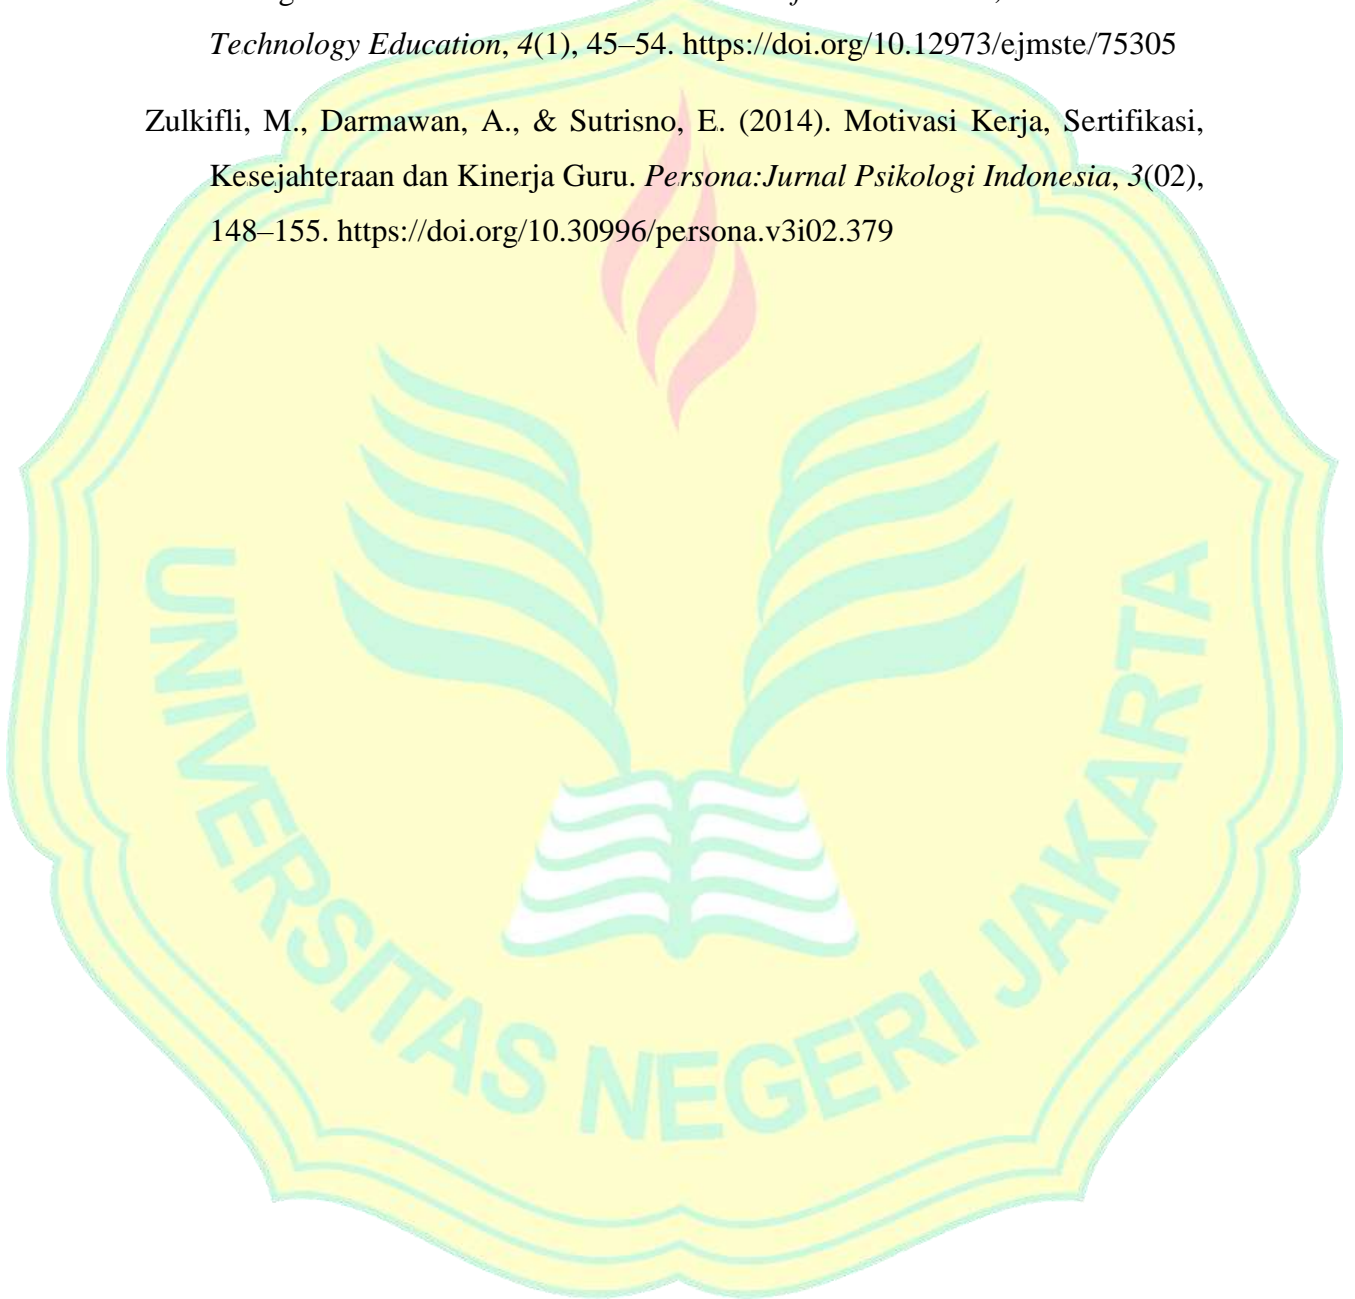 Technology Education, 4(1), 45–54. https://doi.org/10.12973/ejmste/75305
Zulkifli, M., Darmawan, A., & Sutrisno, E. (2014). Motivasi Kerja, Sertifikasi,
Kesejahteraan dan Kinerja Guru. Persona:Jurnal Psikologi Indonesia, 3(02),
148–155. https://doi.org/10.30996/persona.v3i02.379
UNIVERSITAS NEGERI JAKARTA